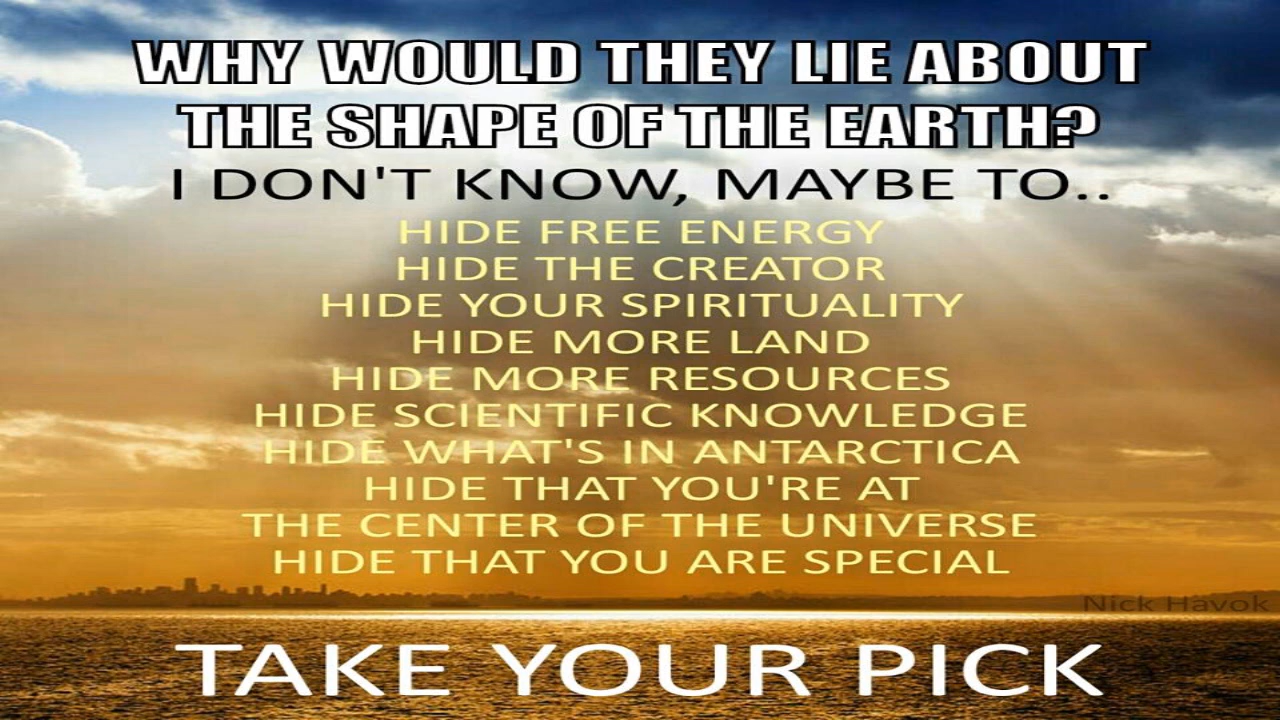 WHY WOULD THEY LIE ABOUT
THE SHAPE OF THE EARTH?
I DON'T KNOW, MAYBE TO..
HIDE FREE ENERGY
HIDE THE CREATOR
HIDE YOUR SPIRITUALITY
HIDE MORE LAND
HIDE MORE RESOURCES
HIDE SCIENTIFIC KNOWLEDGE
HIDE WHAT'S IN ANTARCTICA
HIDE THAT YOU'RE AT
THE CENTER OF THE UNIVERSE
HIDE THAT YOU ARE SPECIAL
Nick Havok
TAKE YOUR PICK